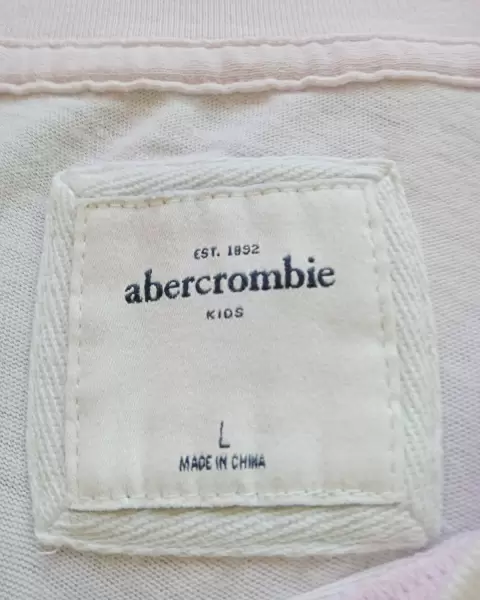 EST. 1892
abercrombie
KIDS
L
MADE IN CHINA